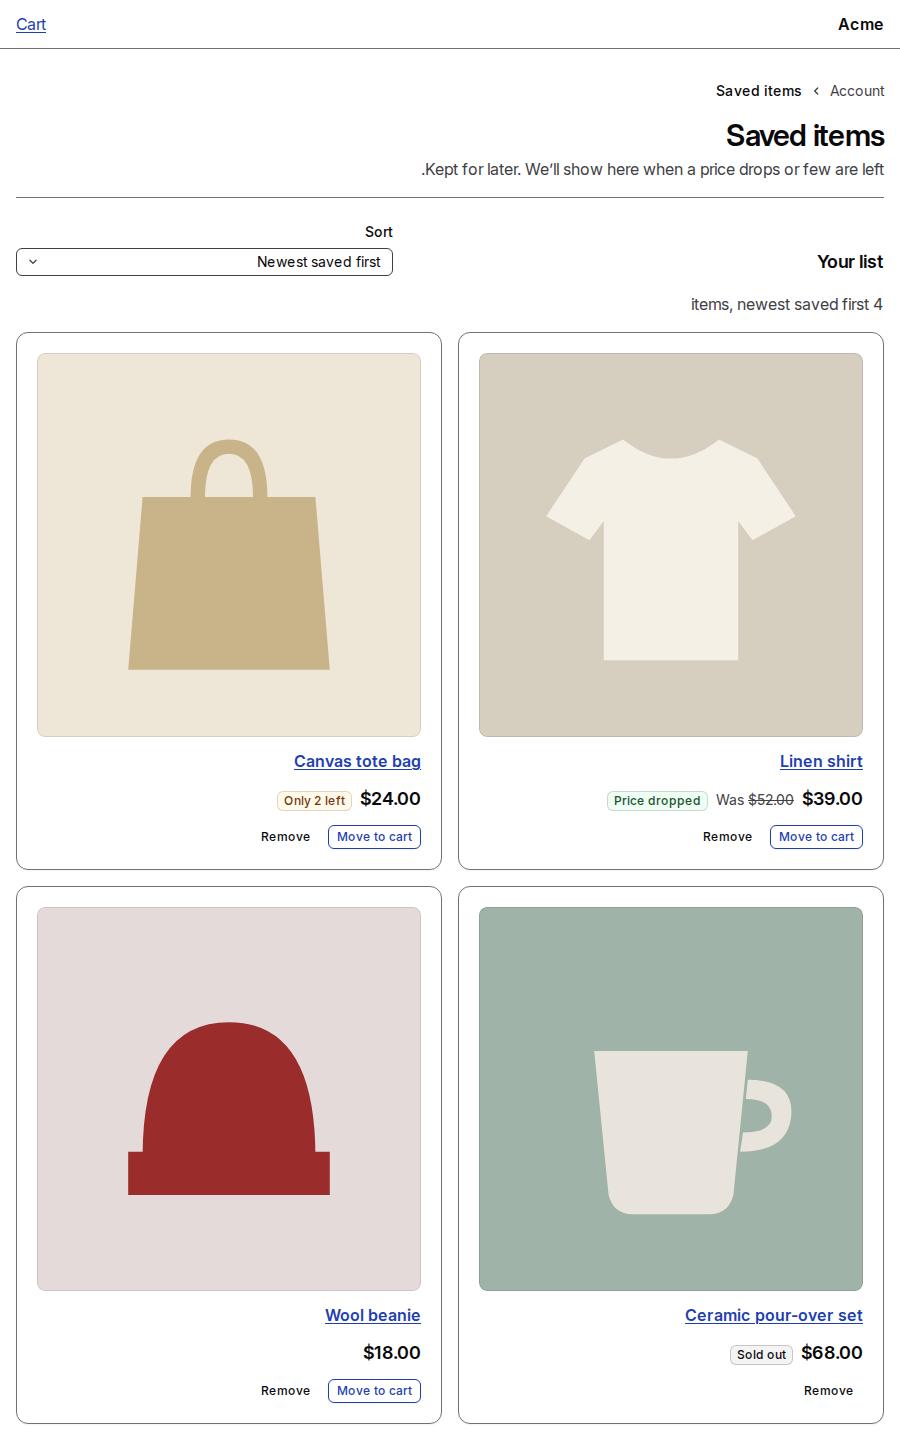 Acme
Cart
Account
Saved items
Saved items
.Kept for later. We’ll show here when a price drops or few are left
Your list
Sort
Newest saved first
items, newest saved first 4
Linen shirt
$39.00 Was $52.00 Price dropped
Move to cart Remove
Canvas tote bag
$24.00 Only 2 left
Move to cart Remove
Ceramic pour-over set
$68.00 Sold out
Remove
Wool beanie
$18.00
Move to cart Remove